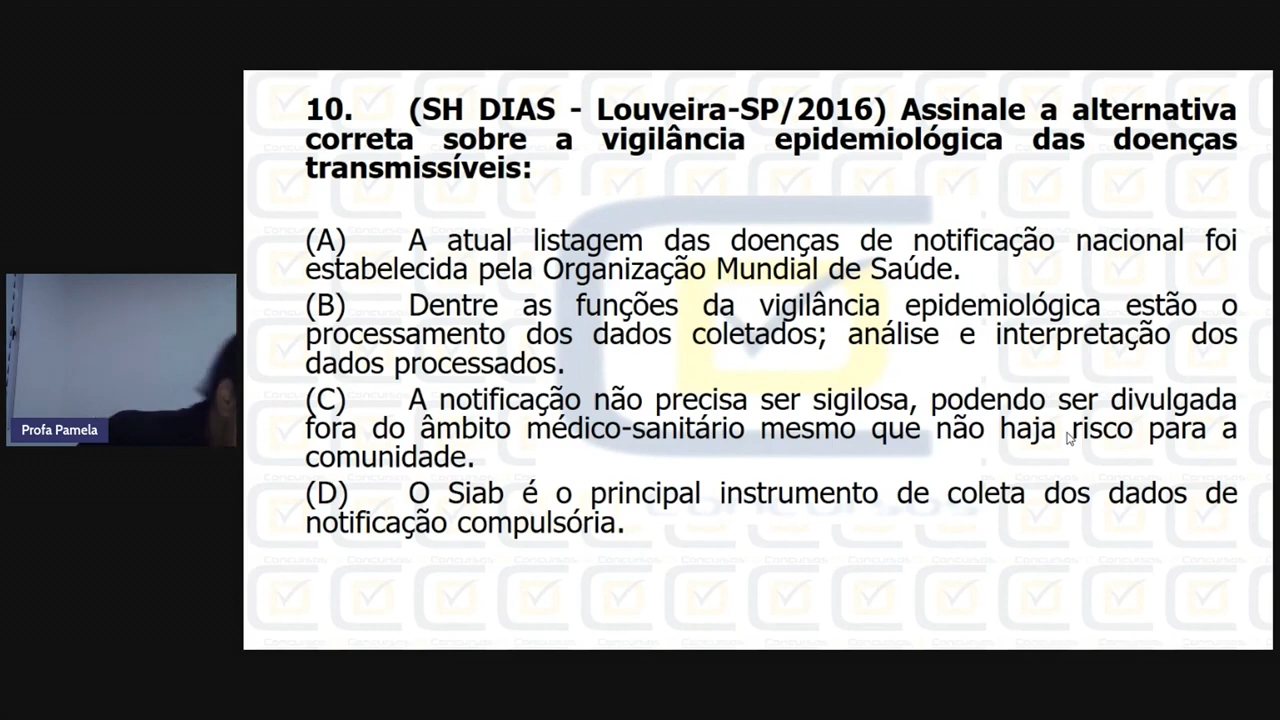 10. (SH DIAS - Louveira-SP/2016) Assinale a alternativa
correta sobre a vigilância epidemiológica das doenças
transmissíveis:
(A) A atual listagem das doenças de notificação nacional foi
estabelecida pela Organização Mundial de Saúde.
(B) Dentre as funções da vigilância epidemiológica estão o
processamento dos dados coletados; análise e interpretação dos
dados processados.
(C) A notificação não precisa ser sigilosa, podendo ser divulgada
fora do âmbito médico-sanitário mesmo que não haja risco para a
comunidade.
(D) O Siab é o principal instrumento de coleta dos dados de
notificação compulsória.
Profa Pamela
concursos